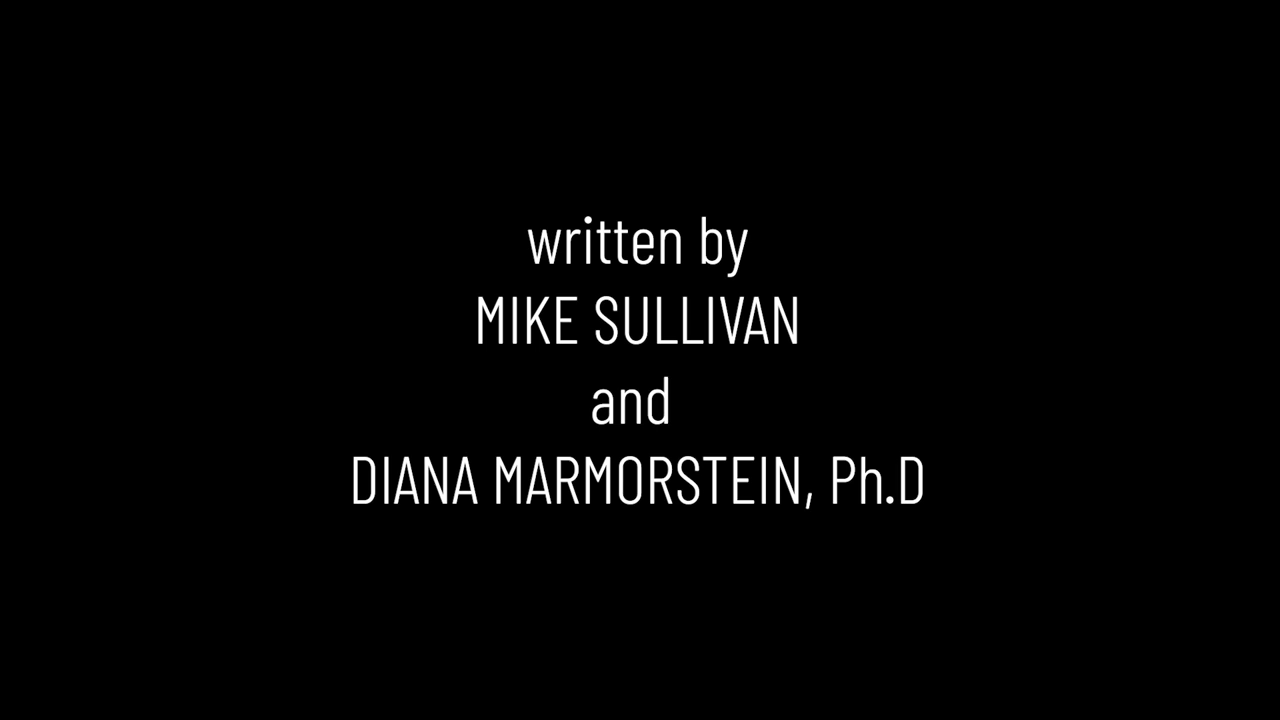 written by
MIKE SULLIVAN
and
DIANA MARMORSTEIN, Ph.D